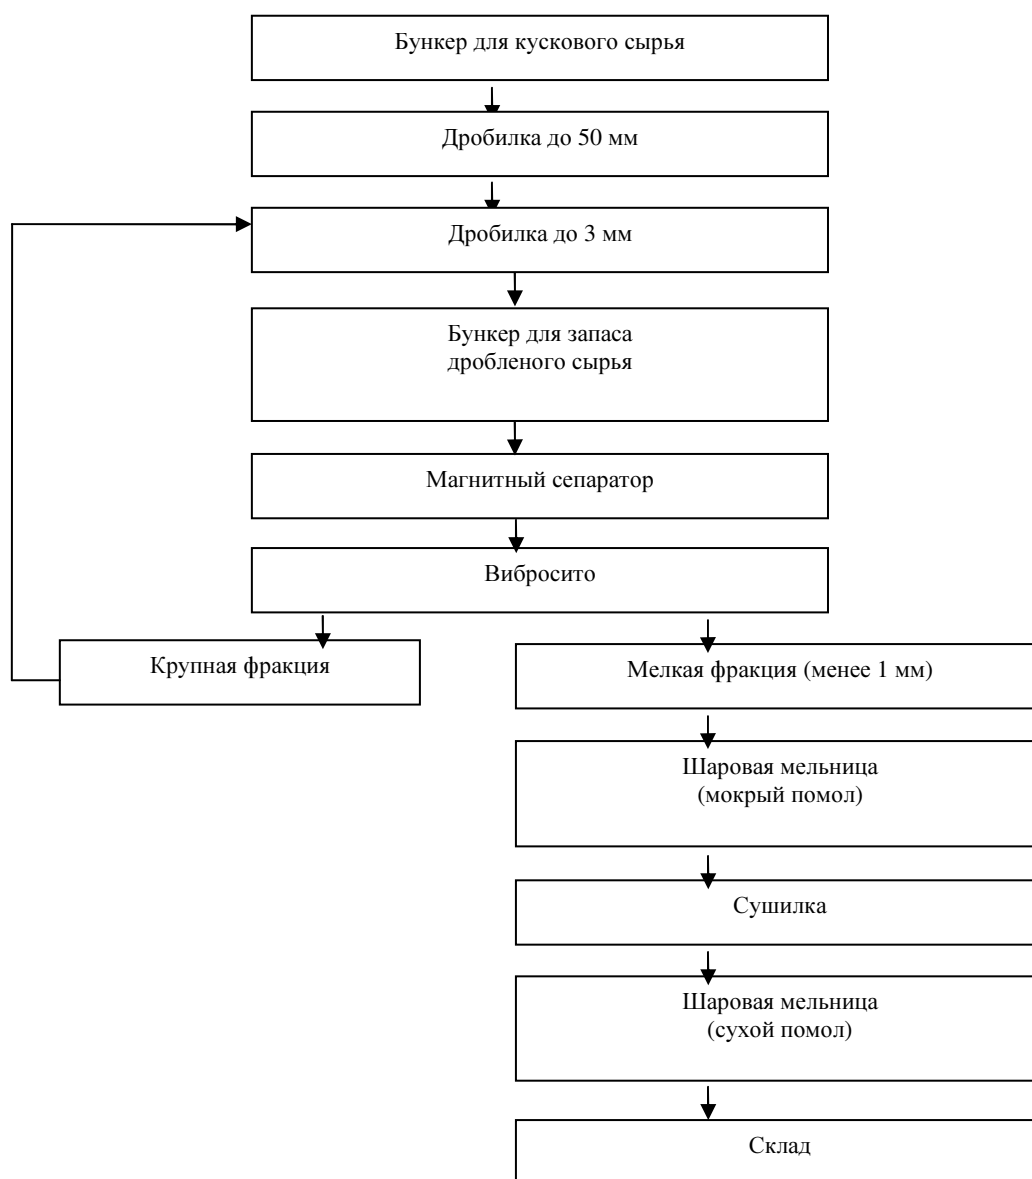 Бункер для кускового сырья
Дробилка до 50 мм
Дробилка до 3 мм
Бункер для запаса
дробленого сырья
Магнитный сепаратор
Вибросито
Крупная фракция
Мелкая фракция (менее 1 мм)
Шаровая мельница
(мокрый помол)
Сушилка
Шаровая мельница
(сухой помол)
Склад